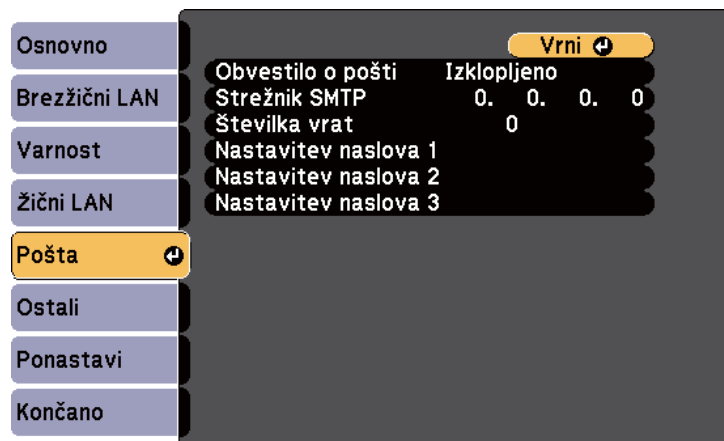 Osnovno
Brezžični LAN
Varnost
Žični LAN
Pošta
Ostali
Ponastavi
Končano
Vrni
Obvestilo o pošti Izklopljeno
Strežnik SMTP 0. 0. 0. 0
Številka vrat 0
Nastavitev naslova 1
Nastavitev naslova 2
Nastavitev naslova 3